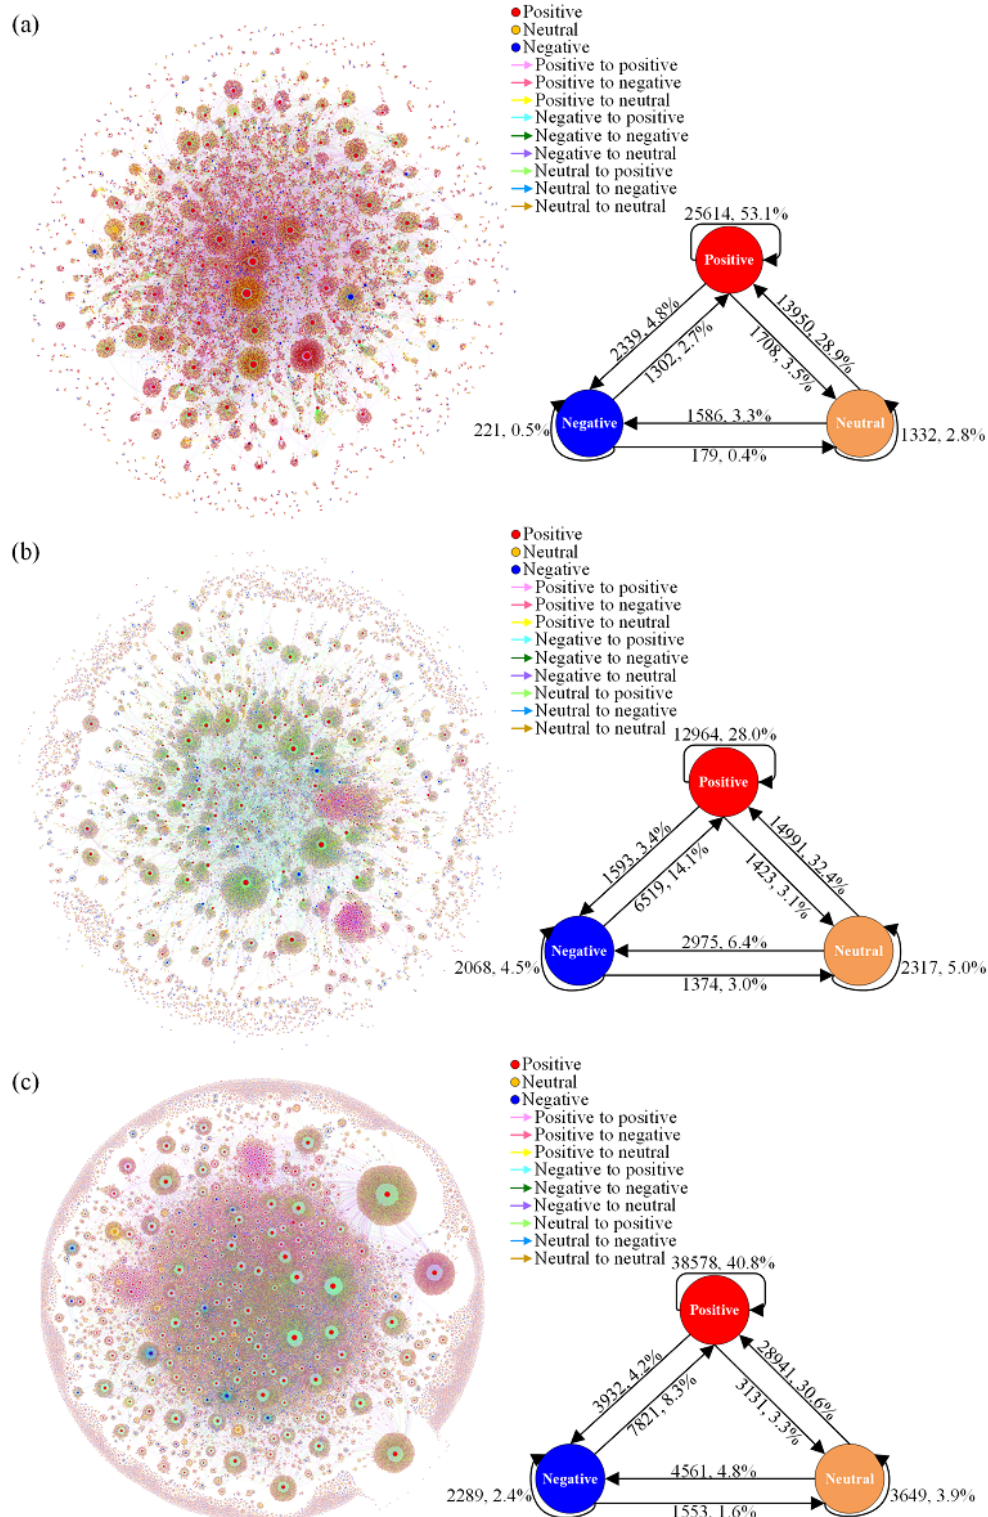 (a)
Positive
Neutral
Negative
Positive to positive
Positive to negative
Positive to neutral
Negative to positive
Negative to negative
Negative to neutral
Neutral to positive
Neutral to negative
Neutral to neutral
25614, 53.1%
Positive
2339, 4.8%
1302, 2.7%
1708, 3.5%
13950, 28.9%
Negative
Neutral
221, 0.5%
1586, 3.3%
179, 0.4%
1332, 2.8%
(b)
Positive
Neutral
Negative
Positive to positive
Positive to negative
Positive to neutral
Negative to positive
Negative to negative
Negative to neutral
Neutral to positive
Neutral to negative
Neutral to neutral
12964, 28.0%
Positive
1593, 3.4%
6519, 14.1%
1423, 3.1%
14991, 32.4%
Negative
Neutral
2068, 4.5%
2975, 6.4%
1374, 3.0%
2317, 5.0%
(c)
Positive
Neutral
Negative
Positive to positive
Positive to negative
Positive to neutral
Negative to positive
Negative to negative
Negative to neutral
Neutral to positive
Neutral to negative
Neutral to neutral
38578, 40.8%
Positive
3932, 4.2%
7821, 8.3%
3131, 3.3%
28941, 30.6%
Negative
Neutral
2289, 2.4%
4561, 4.8%
1553, 1.6%
3649, 3.9%